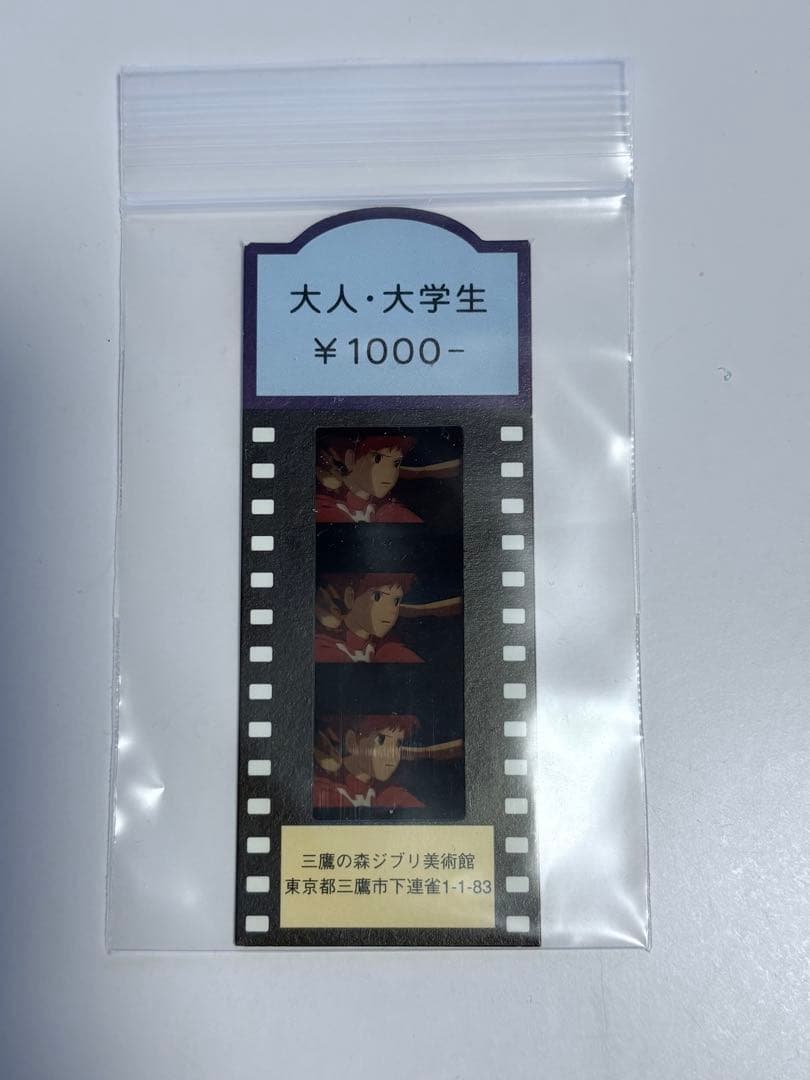 大人・大学生
￥1000−
三鷹の森ジブリ美術館
東京都三鷹市下連雀1-1-83